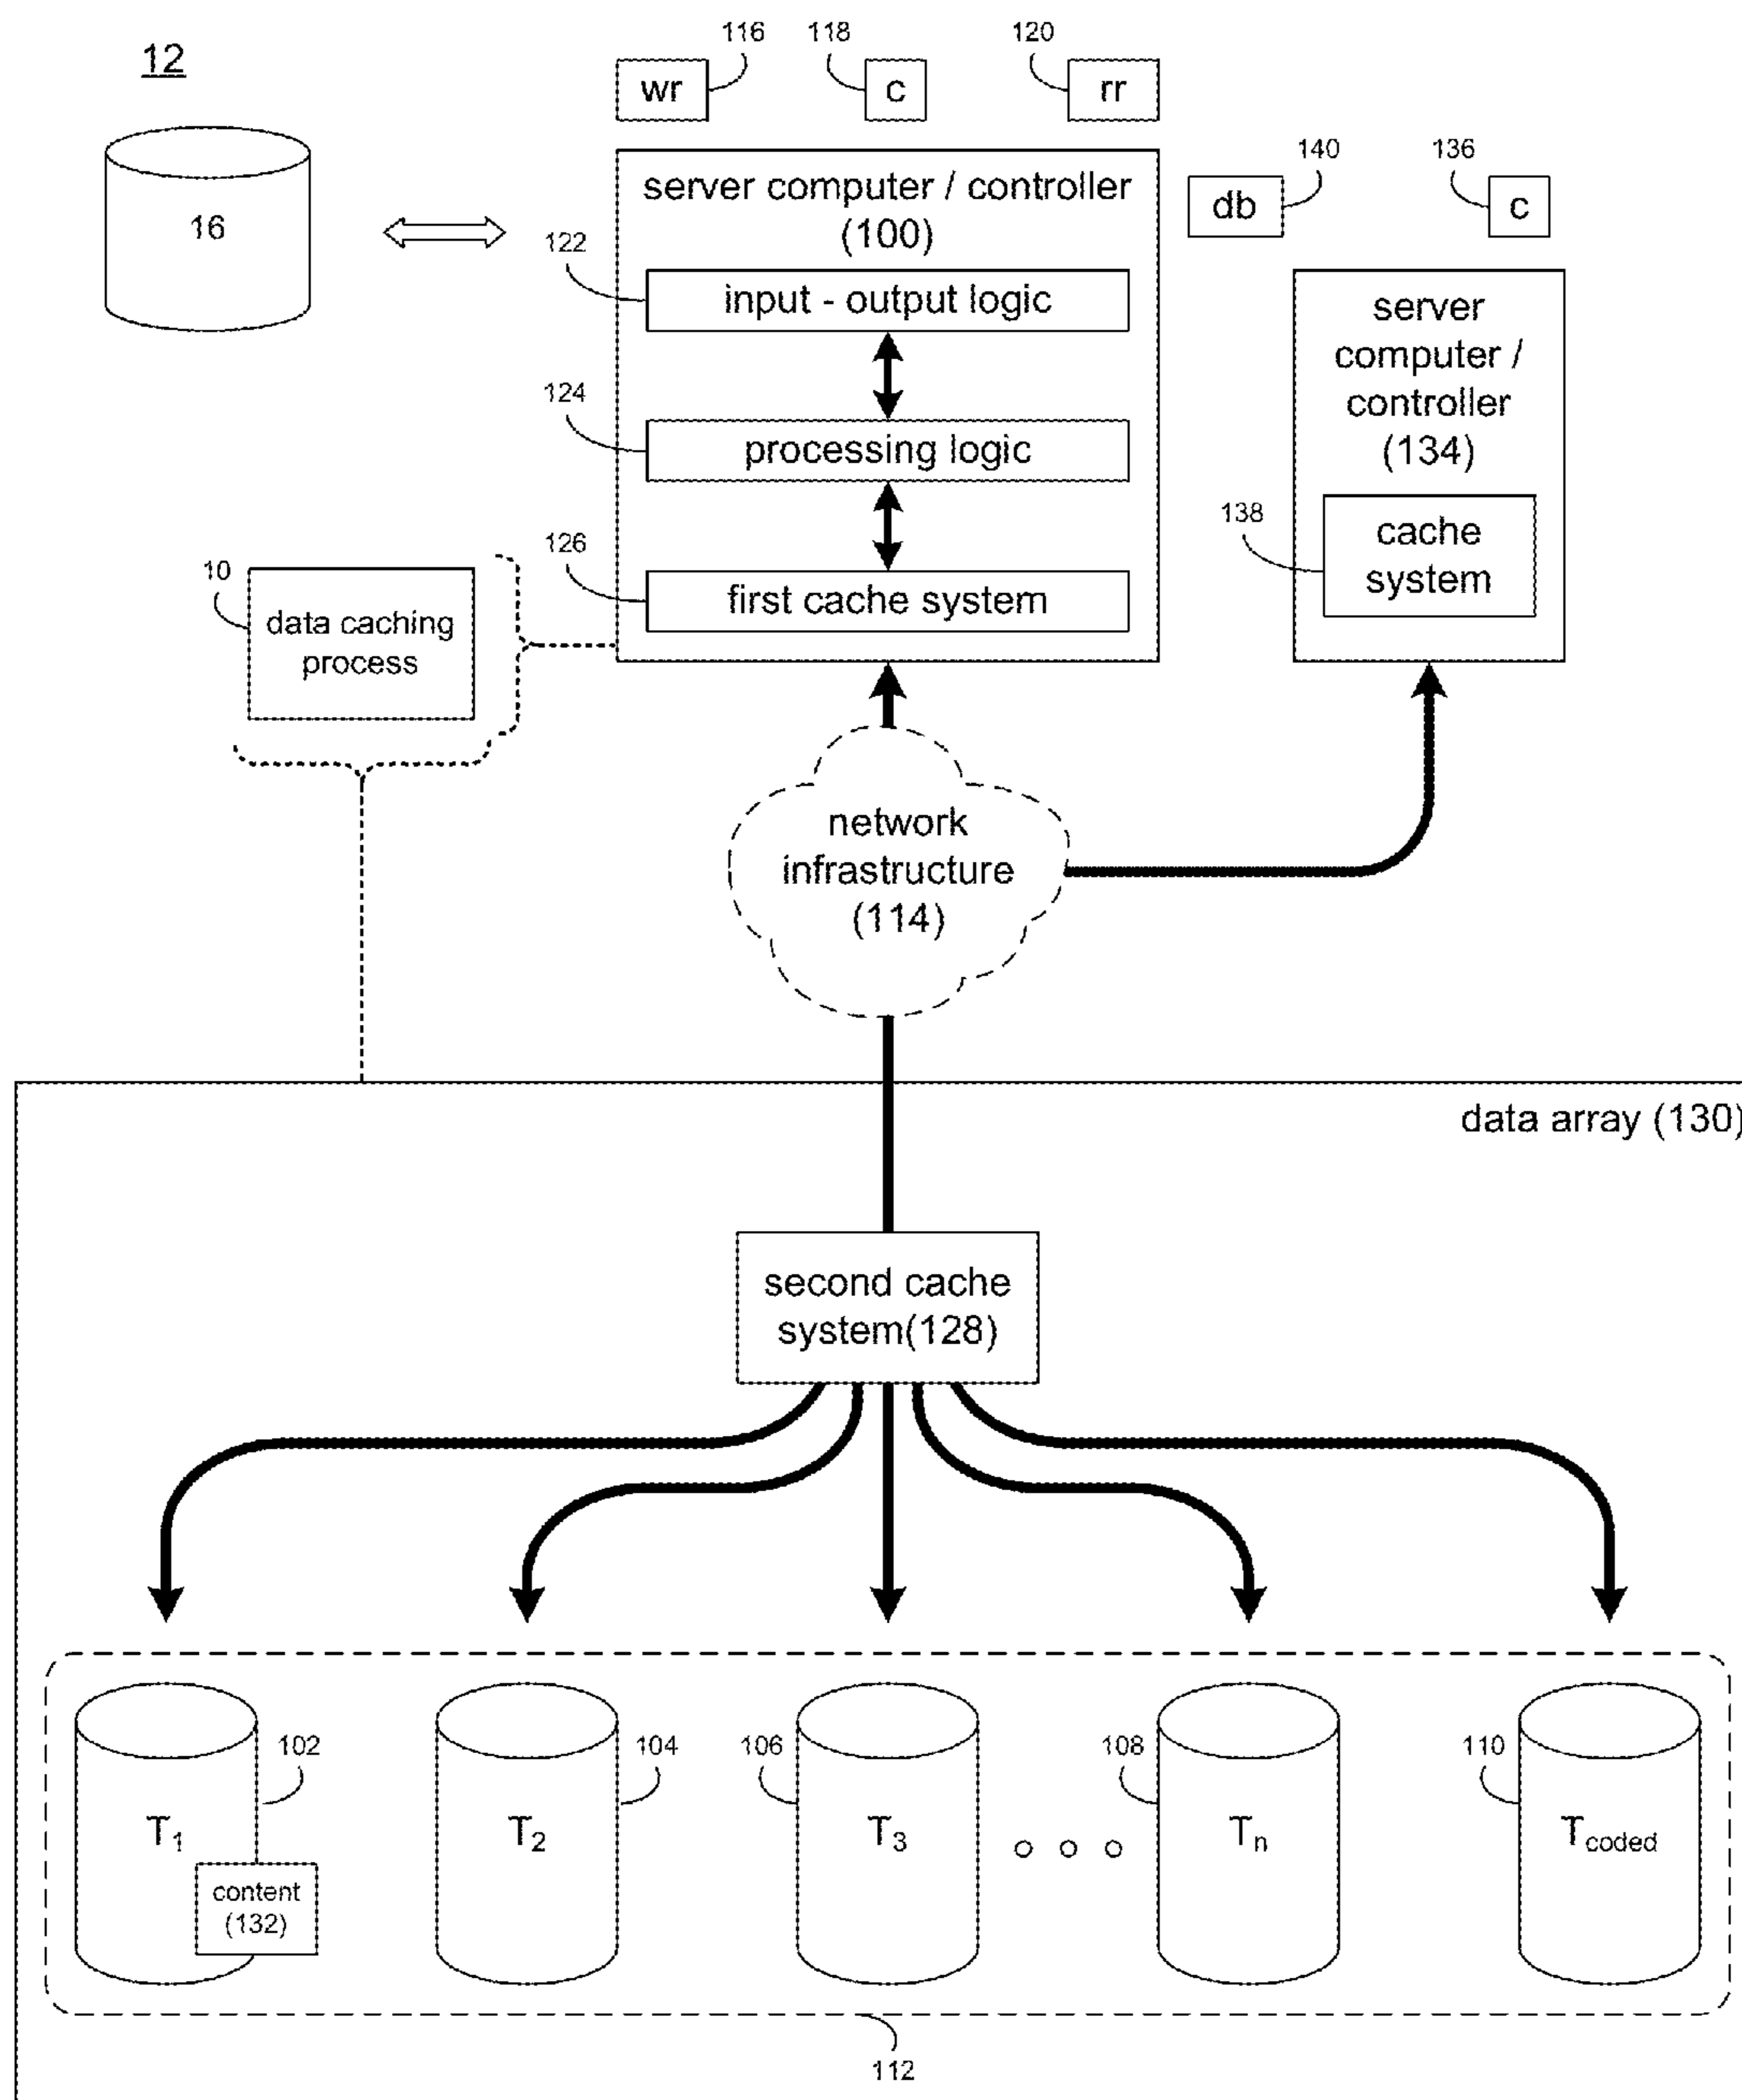 12
116
118
120
wr
c
rr
16
server computer / controller
(100)
140
136
db
c
122
input - output logic
124
processing logic
126
first cache system
server
computer /
controller
(134)
138
cache
system
10
data caching
process
network
infrastructure
(114)
data array (130)
second cache
system(128)
102
104
106
108
110
T1
T2
T3
Tn
Tcoded
content
(132)
112